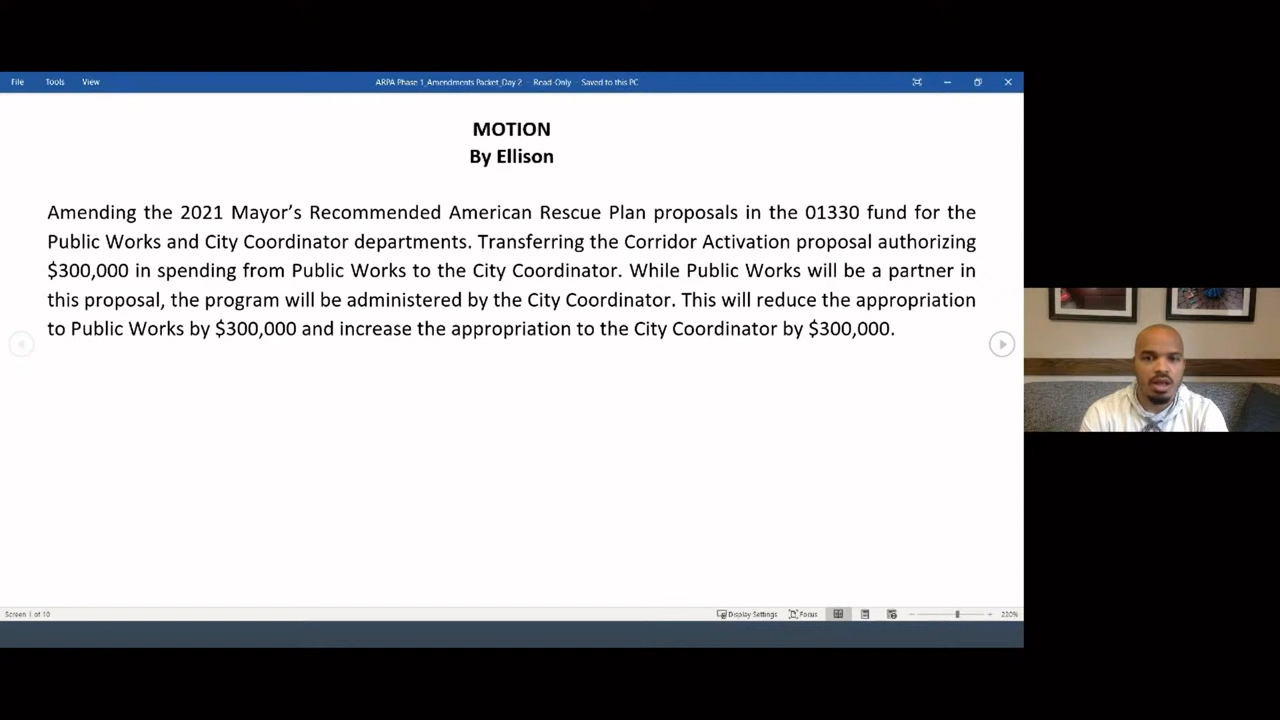 File Tools View ARPA Phase 1_Amendments Packet_Day 2 - Read-Only - Saved to this PC
MOTION
By Ellison
Amending the 2021 Mayor’s Recommended American Rescue Plan proposals in the 01330 fund for the
Public Works and City Coordinator departments. Transferring the Corridor Activation proposal authorizing
$300,000 in spending from Public Works to the City Coordinator. While Public Works will be a partner in
this proposal, the program will be administered by the City Coordinator. This will reduce the appropriation
to Public Works by $300,000 and increase the appropriation to the City Coordinator by $300,000.
Screen 1 of 10 Display Settings Focus 220%